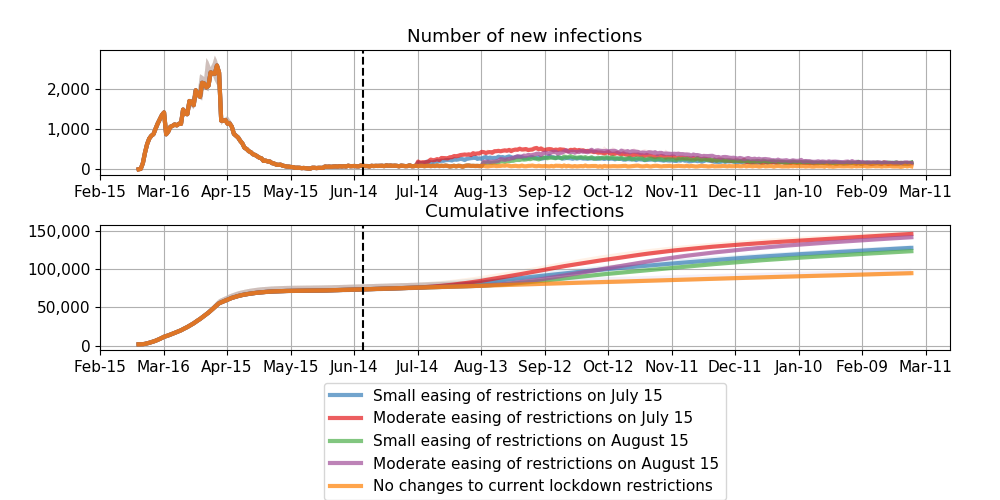 Number of new infections
2,000
1,000
0
Feb-15 Mar-16 Apr-15 May-15 Jun-14 Jul-14 Aug-13 Sep-12 Oct-12 Nov-11 Dec-11 Jan-10 Feb-09 Mar-11
Cumulative infections
150,000
100,000
50,000
0
Feb-15 Mar-16 Apr-15 May-15 Jun-14 Jul-14 Aug-13 Sep-12 Oct-12 Nov-11 Dec-11 Jan-10 Feb-09 Mar-11
Small easing of restrictions on July 15
Moderate easing of restrictions on July 15
Small easing of restrictions on August 15
Moderate easing of restrictions on August 15
No changes to current lockdown restrictions